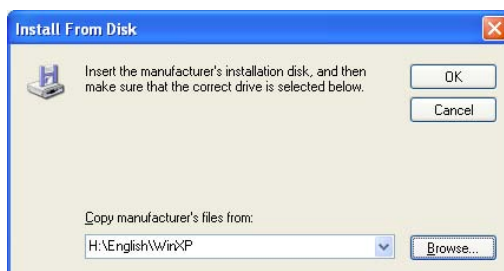 Install From Disk
Insert the manufacturer's installation disk, and then
make sure that the correct drive is selected below.
OK
Cancel
Copy manufacturer's files from:
H:\English\WinXP
Browse...